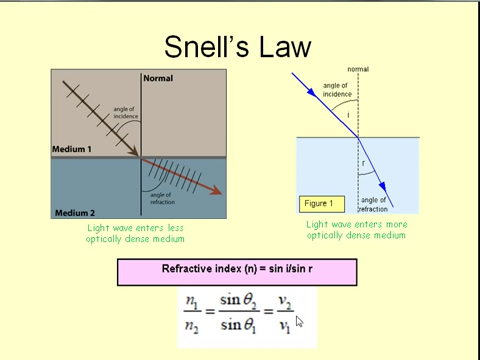 Snell's Law
Normal
angle of
incidence
Medium 1
angle of
refraction
Medium 2
Light wave enters less
optically dense medium
normal
angle of
incidence
i
r
angle of
refraction
Figure 1
Light wave enters more
optically dense medium
Refractive index (n) = sin i/sin r
n₁/n₂ = sin θ₂/sin θ₁ = v₂/v₁